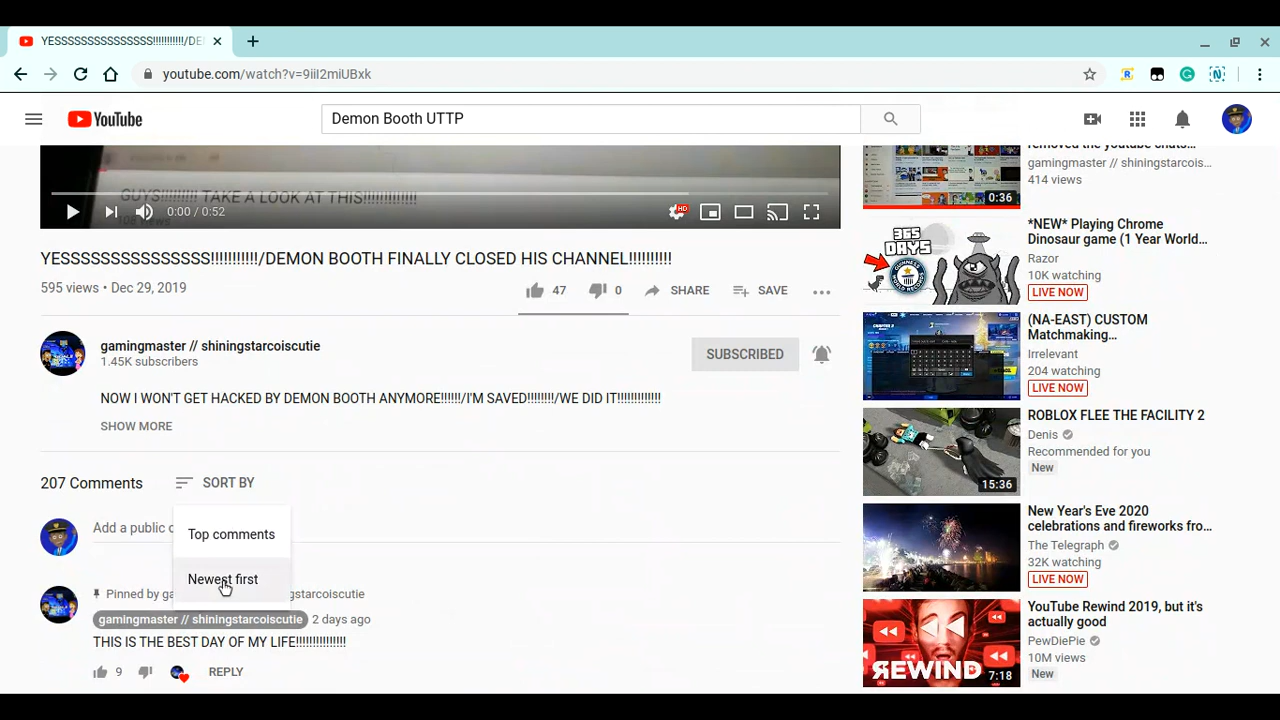 YESSSSSSSSSSSSSSS!!!!!!!!!!!/DE
youtube.com/watch?v=9iiI2miUBxk
YouTube
Demon Booth UTTP
GUYS!!!!!!!!! TAKE A LOOK AT THIS!!!!!!!!!!!!!!
0:00 / 0:52
HD
YESSSSSSSSSSSSSSS!!!!!!!!!!!/DEMON BOOTH FINALLY CLOSED HIS CHANNEL!!!!!!!!!!
595 views • Dec 29, 2019
47
0
SHARE
SAVE
gamingmaster // shiningstarcoiscutie
1.45K subscribers
SUBSCRIBED
NOW I WON'T GET HACKED BY DEMON BOOTH ANYMORE!!!!!!/I'M SAVED!!!!!!!!/WE DID IT!!!!!!!!!!!!!
SHOW MORE
207 Comments
SORT BY
Add a public c
Top comments
Newest first
Pinned by ga
gstarcoiscutie
gamingmaster // shiningstarcoiscutie 2 days ago
THIS IS THE BEST DAY OF MY LIFE!!!!!!!!!!!!!!!
9
REPLY
removed the youtube chats...
gamingmaster // shiningstarcois...
414 views
0:36
*NEW* Playing Chrome
Dinosaur game (1 Year World...
Razor
10K watching
LIVE NOW
365
DAYS
(NA-EAST) CUSTOM
Matchmaking...
Irrelevant
204 watching
LIVE NOW
ROBLOX FLEE THE FACILITY 2
Denis
Recommended for you
New
15:36
New Year's Eve 2020
celebrations and fireworks fro...
The Telegraph
32K watching
LIVE NOW
YouTube Rewind 2019, but it's
actually good
PewDiePie
10M views
New
REWIND
7:18